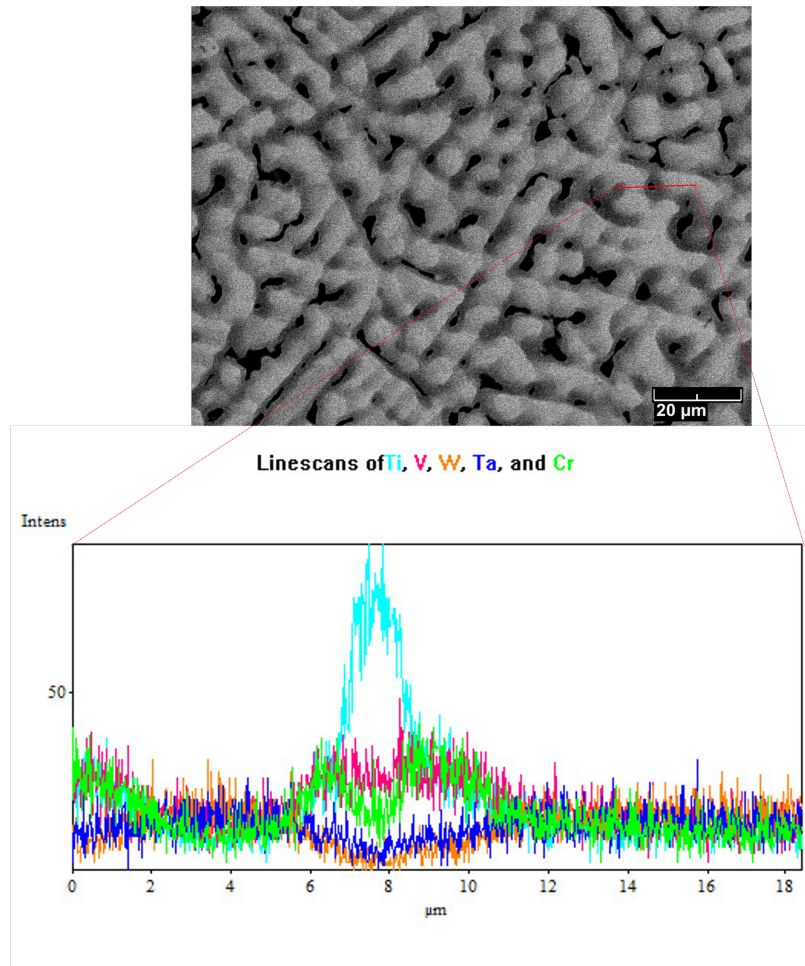 20 µm
Linescans ofTi, V, W, Ta, and Cr
Intens
50
0 2 4 6 8 10 12 14 16 18
µm